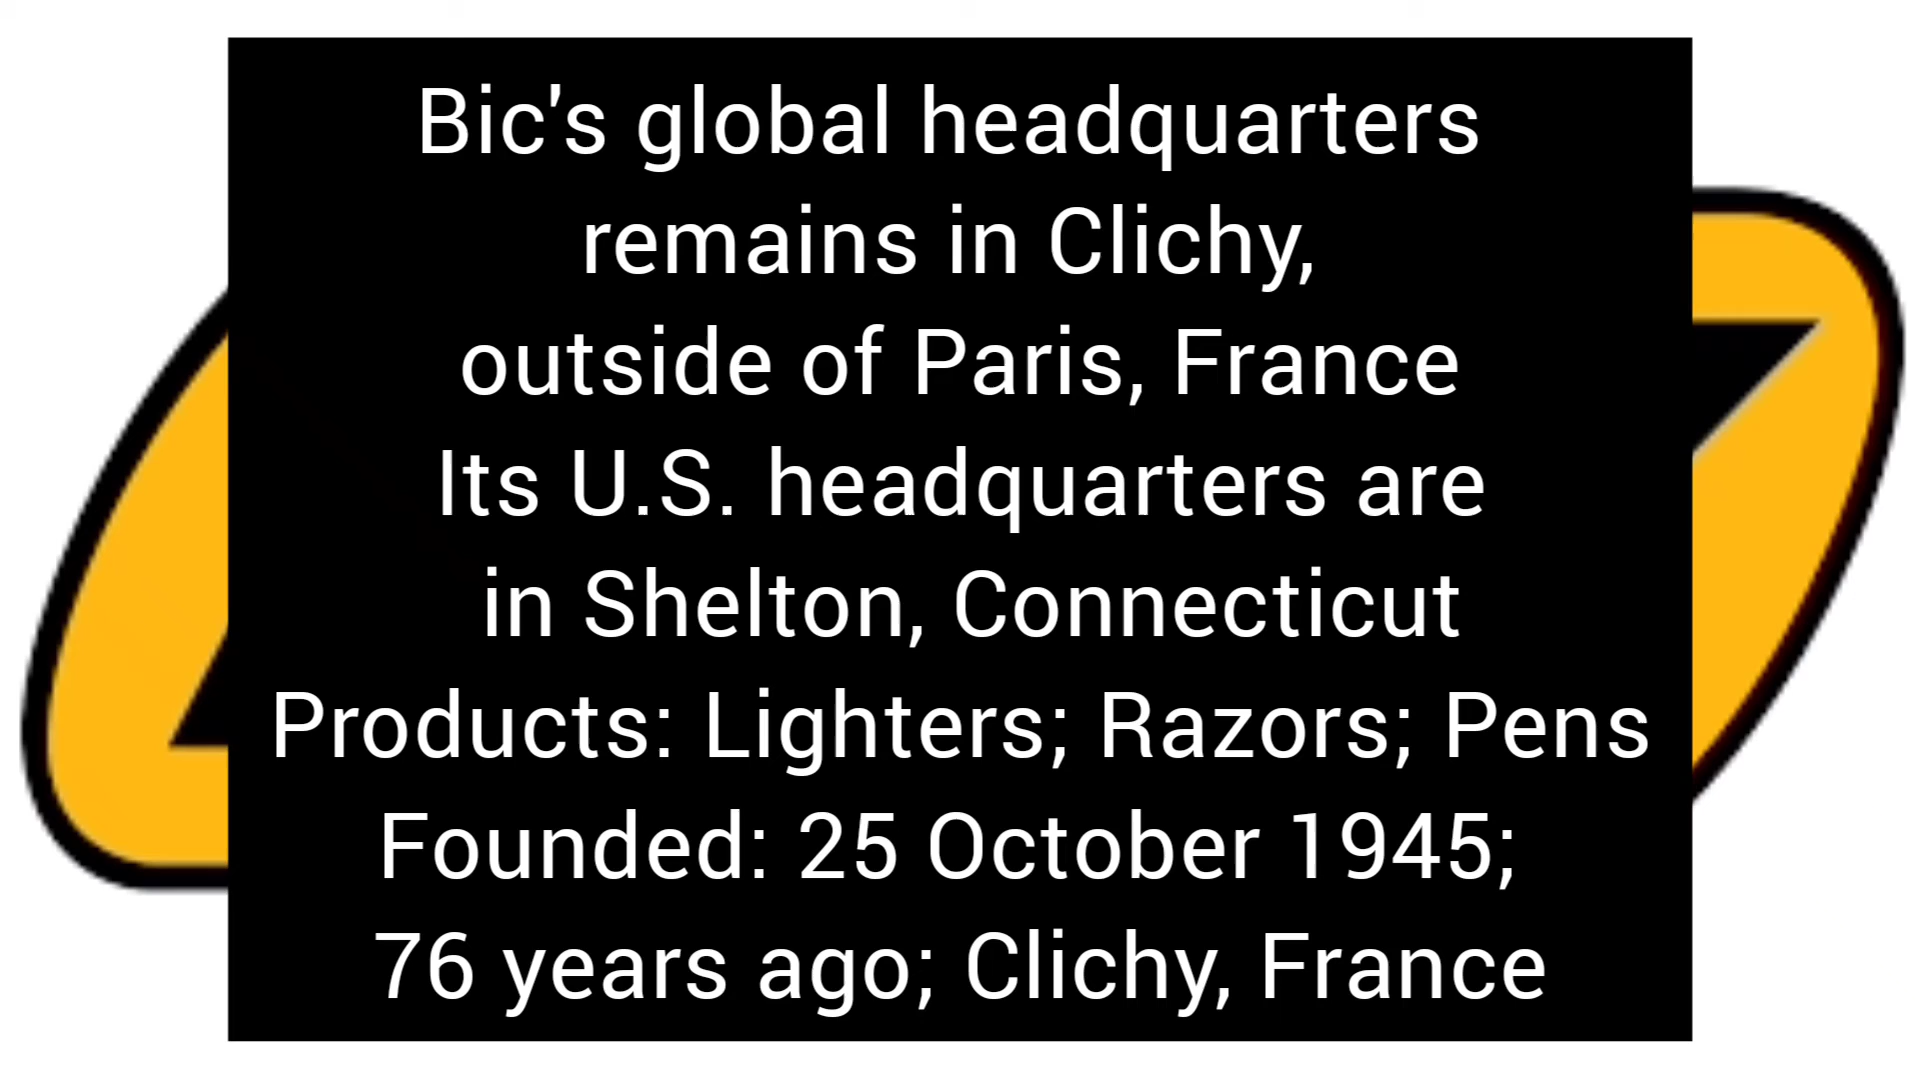 Bic's global headquarters
remains in Clichy,
outside of Paris, France
Its U.S. headquarters are
in Shelton, Connecticut
Products: Lighters; Razors; Pens
Founded: 25 October 1945;
76 years ago; Clichy, France